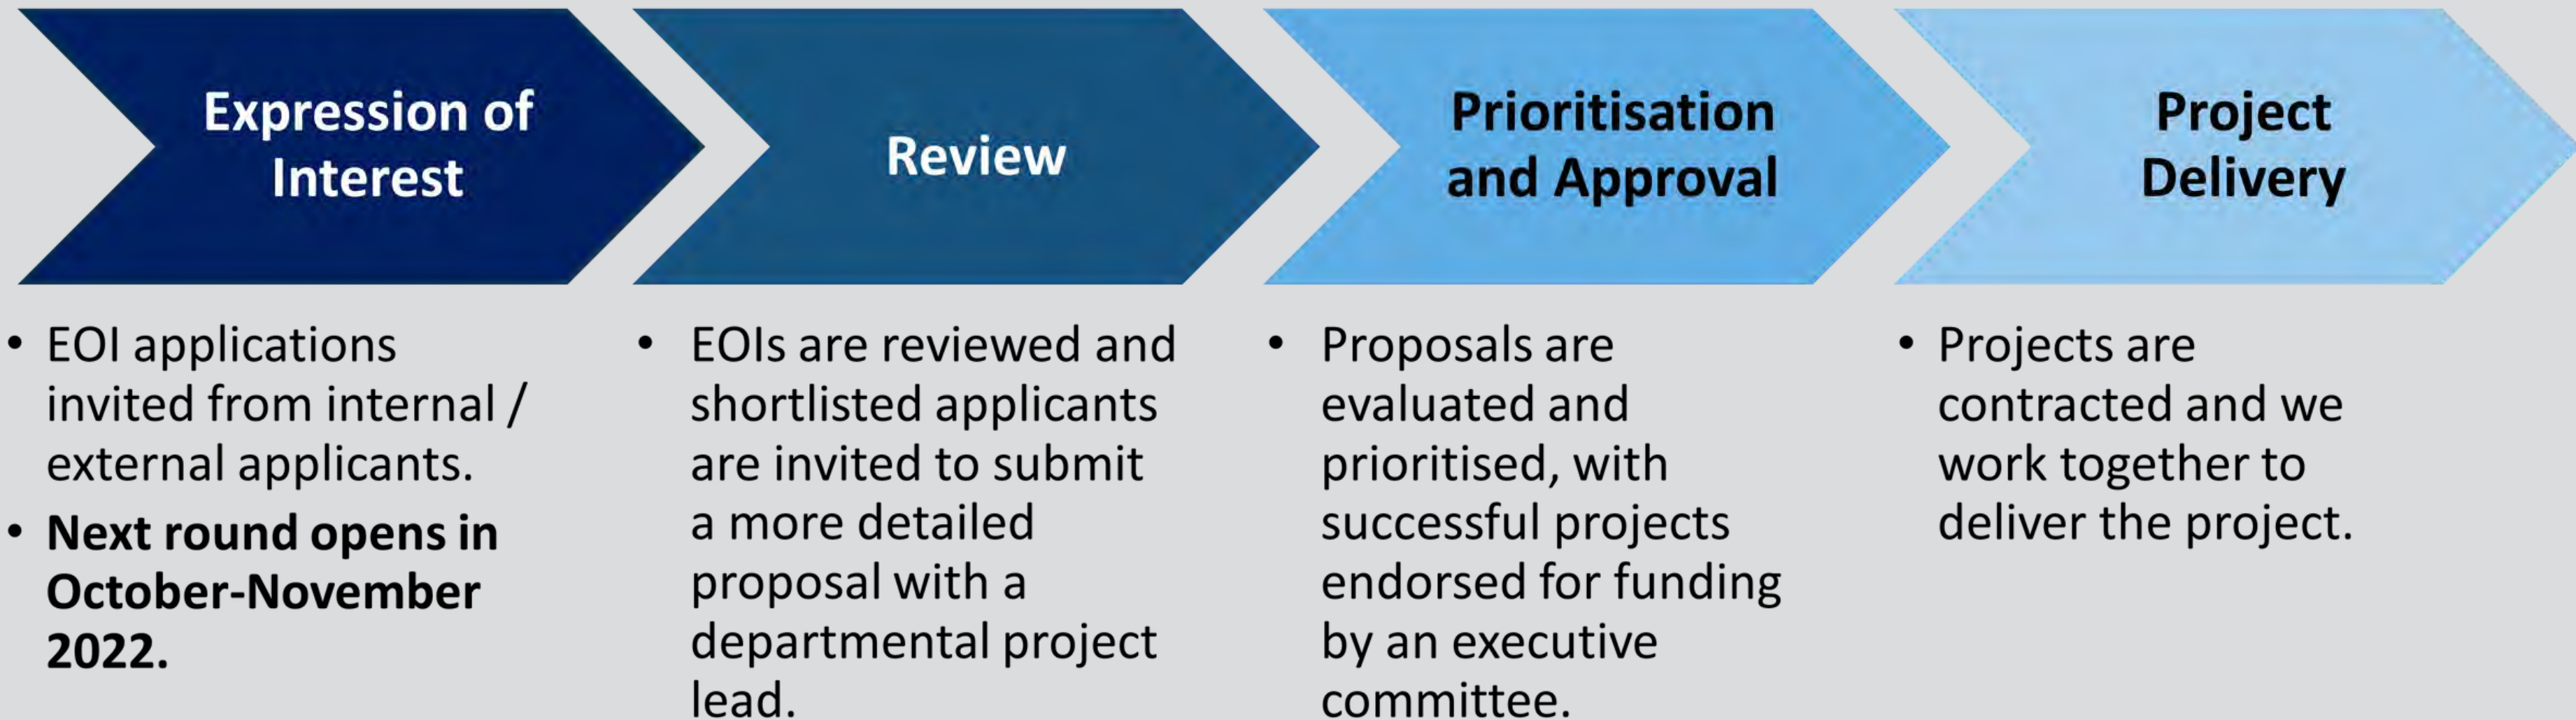 Expression of
Interest
Review
Prioritisation
and Approval
Project
Delivery
• EOI applications
invited from internal /
external applicants.
• Next round opens in
October-November
2022.
• EOIs are reviewed and
shortlisted applicants
are invited to submit
a more detailed
proposal with a
departmental project
lead.
• Proposals are
evaluated and
prioritised, with
successful projects
endorsed for funding
by an executive
committee.
• Projects are
contracted and we
work together to
deliver the project.